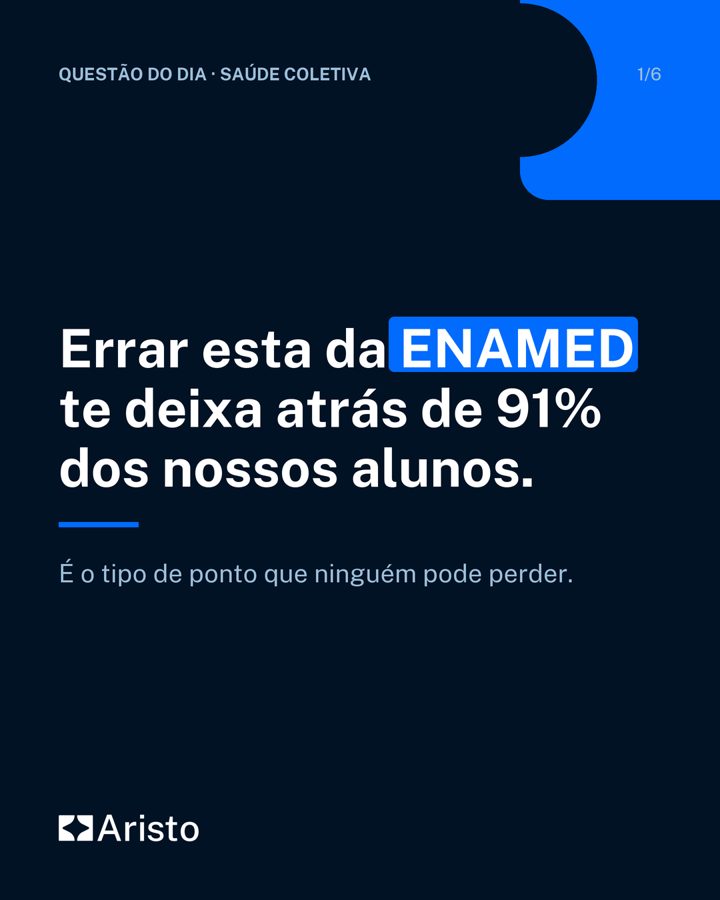 QUESTÃO DO DIA · SAÚDE COLETIVA
1/6
Errar esta da ENAMED
te deixa atrás de 91%
dos nossos alunos.
É o tipo de ponto que ninguém pode perder.
Aristo